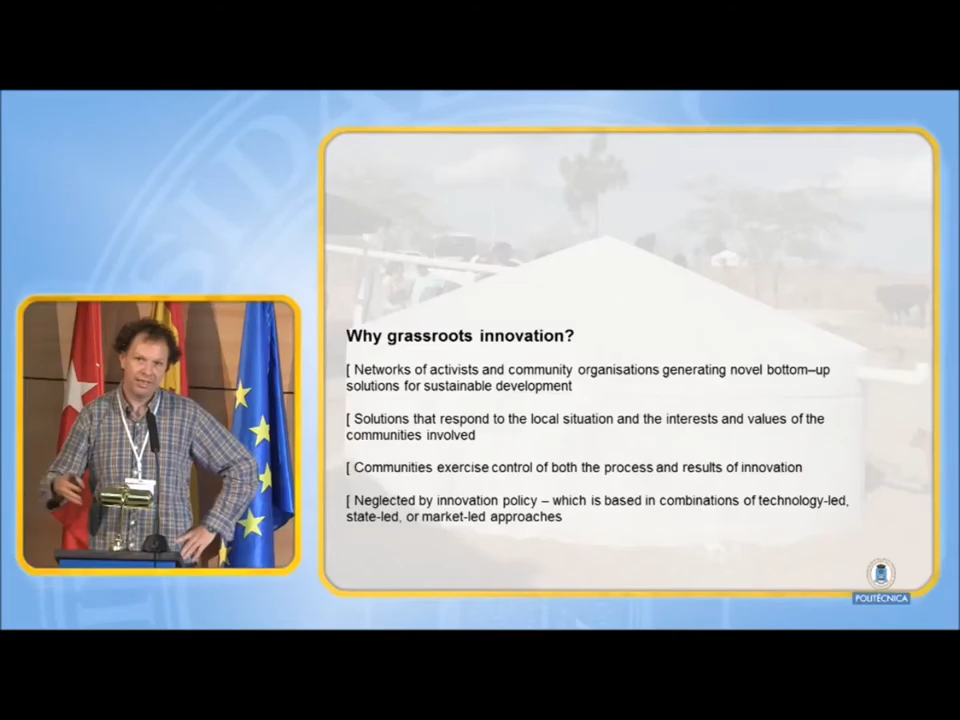 Why grassroots innovation?
[ Networks of activists and community organisations generating novel bottom–up
solutions for sustainable development
[ Solutions that respond to the local situation and the interests and values of the
communities involved
[ Communities exercise control of both the process and results of innovation
[ Neglected by innovation policy – which is based in combinations of technology-led,
state-led, or market-led approaches
POLITÉCNICA